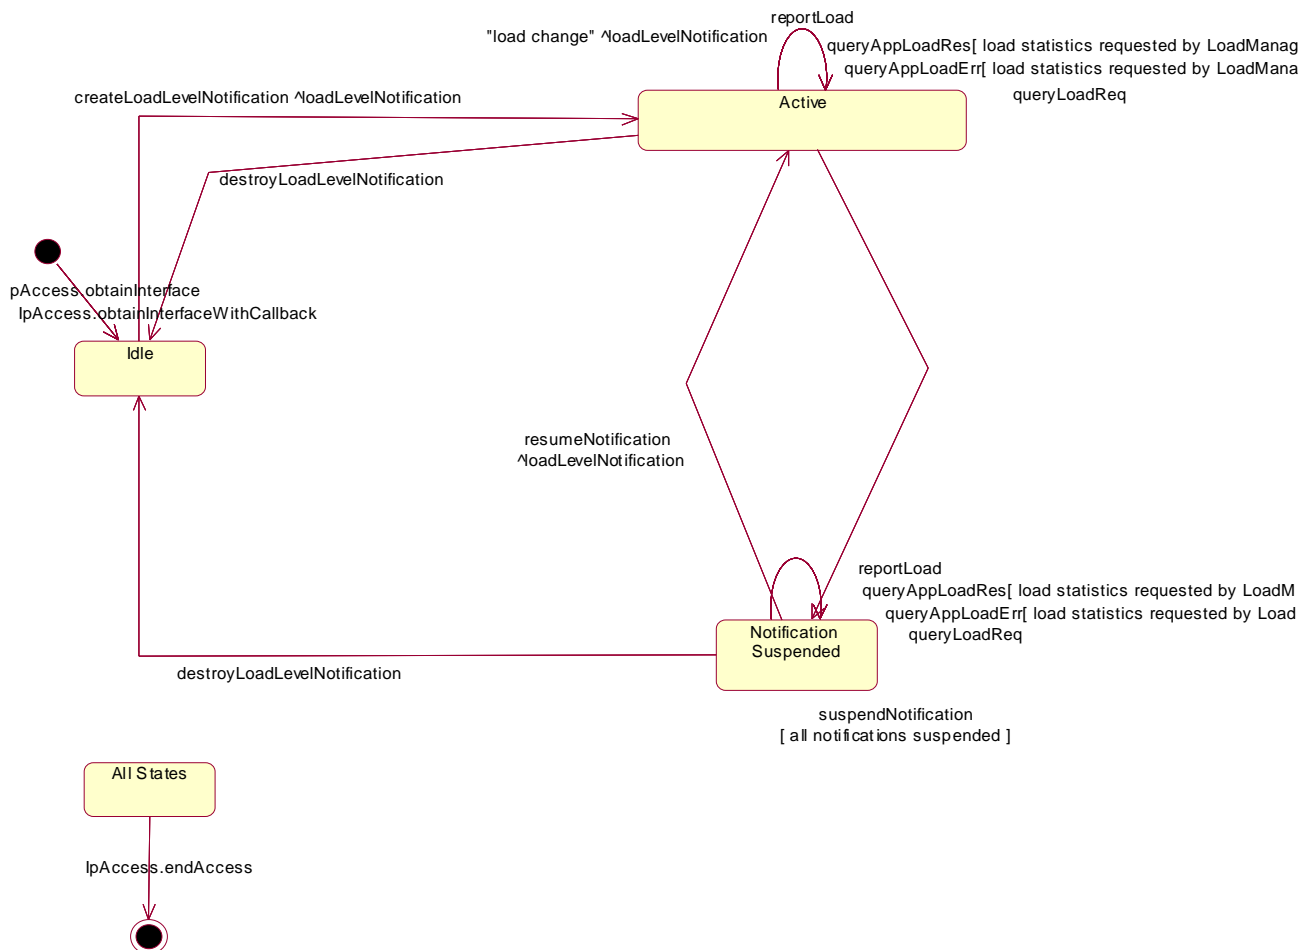 reportLoad
"load change" ^loadLevelNotification
queryAppLoadRes[ load statistics requested by LoadManag
queryAppLoadErr[ load statistics requested by LoadMana
queryLoadReq
createLoadLevelNotification ^loadLevelNotification
Active
destroyLoadLevelNotification
pAccess.obtainInterface
IpAccess.obtainInterfaceWithCallback
Idle
resumeNotification
^loadLevelNotification
reportLoad
queryAppLoadRes[ load statistics requested by LoadM
queryAppLoadErr[ load statistics requested by Load
queryLoadReq
Notification
Suspended
destroyLoadLevelNotification
suspendNotification
[ all notifications suspended ]
All States
IpAccess.endAccess